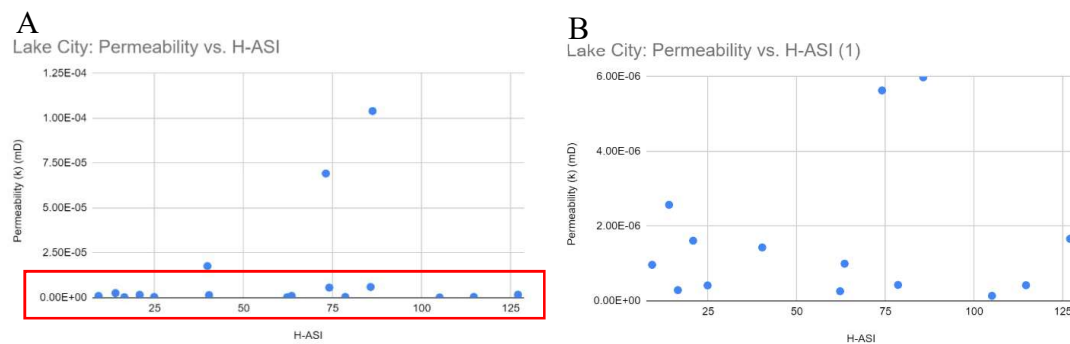 A
Lake City: Permeability vs. H-ASI
1.25E-04
1.00E-04
7.50E-05
5.00E-05
2.50E-05
0.00E+00
Permeability (k) (mD)
25
50
75
100
125
H-ASI
B
Lake City: Permeability vs. H-ASI (1)
6.00E-06
4.00E-06
2.00E-06
0.00E+00
Permeability (k) (mD)
25
50
75
100
125
H-ASI